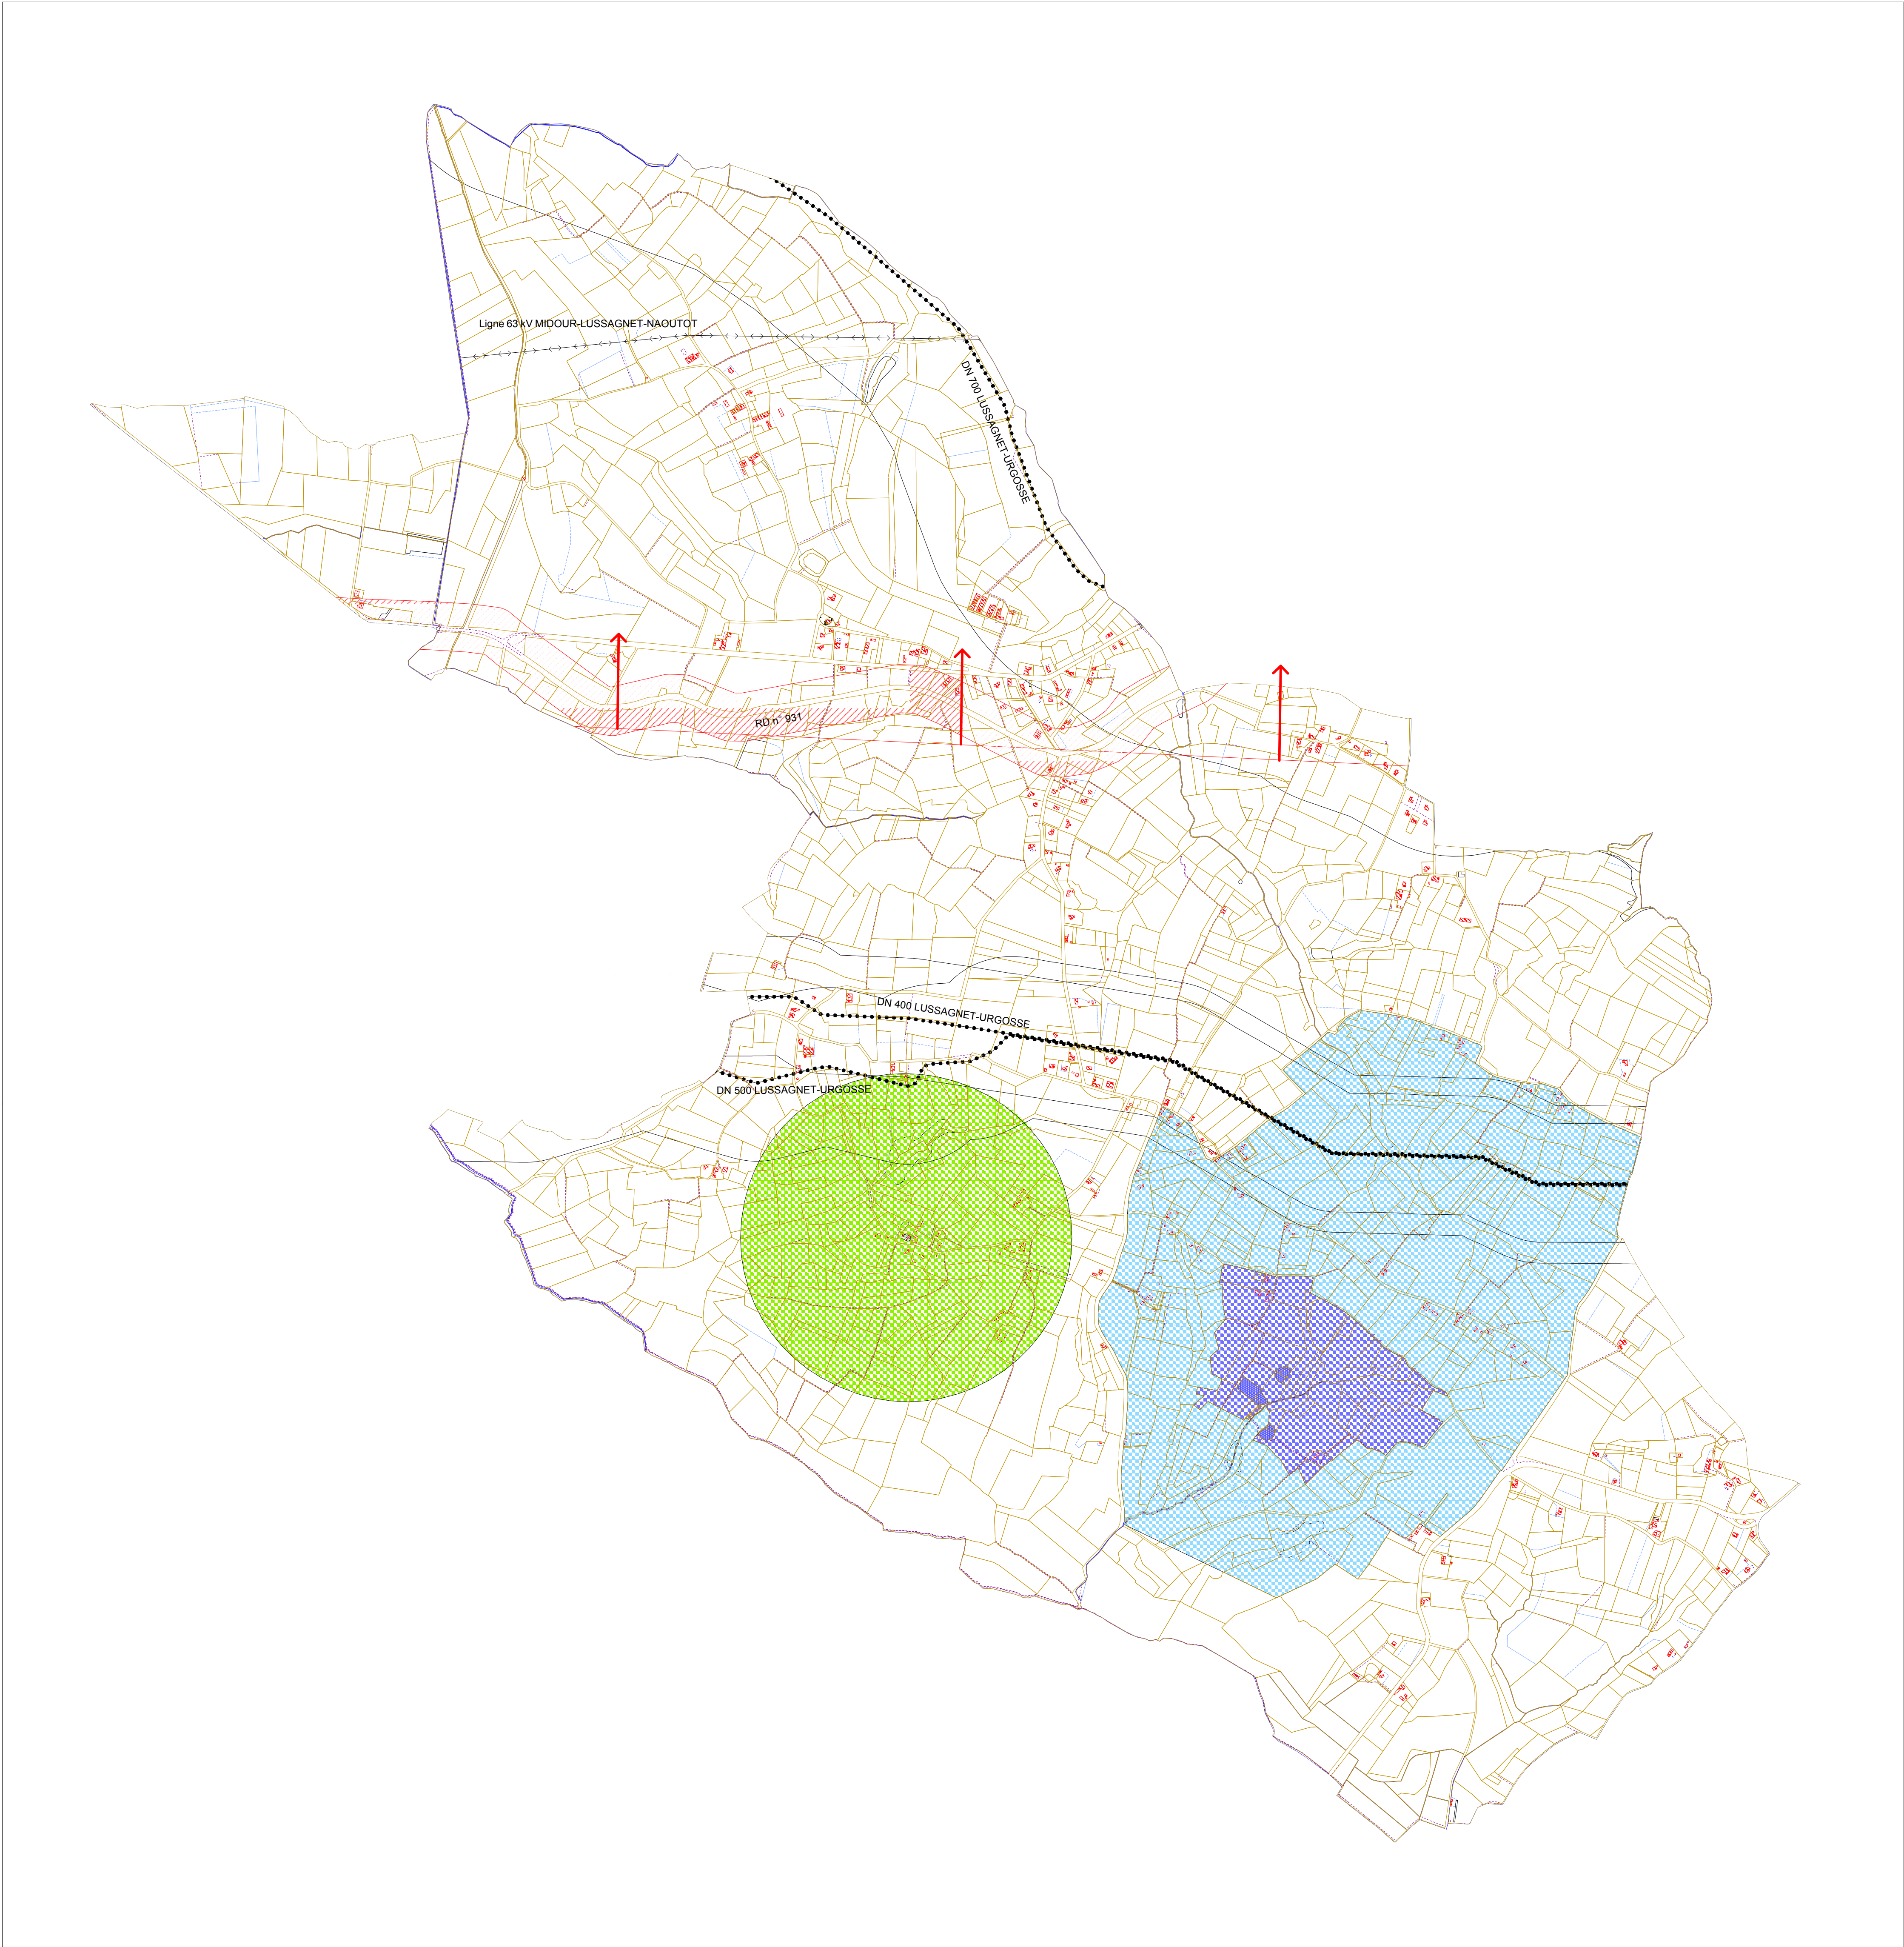 Ligne 63 kV MIDOUR-LUSSAGNET-NAOUTOT
DN 700 LUSSAGNET-URGOSSE
RD n° 931
DN 400 LUSSAGNET-URGOSSE
DN 500 LUSSAGNET-URGOSSE